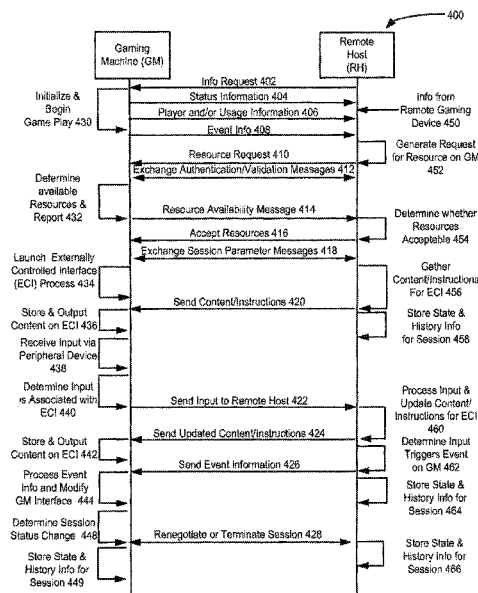 400
Gaming
Machine (GM)
Remote
Host
(RH)
Info Request 402
Status Information 404
Player and/or Usage Information 406
Event Info 408
Initialize &
Begin
Game Play 430
Info from
Remote Gaming
Device 450
Resource Request 410
Generate Request
for Resource on GM
452
Exchange Authentication/Validation Messages 412
Determine
available
Resources &
Report 432
Resource Availability Message 414
Determine whether
Resources
Acceptable 454
Accept Resources 416
Exchange Session Parameter Messages 418
Launch Externally
Controlled Interface
(ECI) Process 434
Gather
Content/Instructions
For ECI 456
Send Content/Instructions 420
Store & Output
Content on ECI 436
Store State &
History Info
for Session 458
Receive Input via
Peripheral Device
438
Determine Input
is Associated with
ECI 440
Send Input to Remote Host 422
Process Input &
Update Content/
Instructions for ECI
460
Send Updated Content/Instructions 424
Store & Output
Content on ECI 442
Determine Input
Triggers Event
on GM 462
Send Event Information 426
Process Event
Info and Modify
GM Interface 444
Store State &
History Info for
Session 464
Determine Session
Status Change 448
Renegotiate or Terminate Session 428
Store State &
History Info for
Session 449
Store State &
History Info for
Session 466